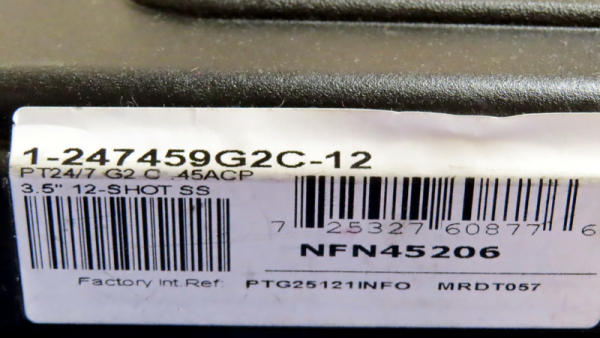 1-247459G2C-12
PT24/7 G2 C .45ACP
3.5" 12-SHOT SS
7 25327 60877 6
NFN45206
Factory Int.Ref: PTG25121INFO MRDT057